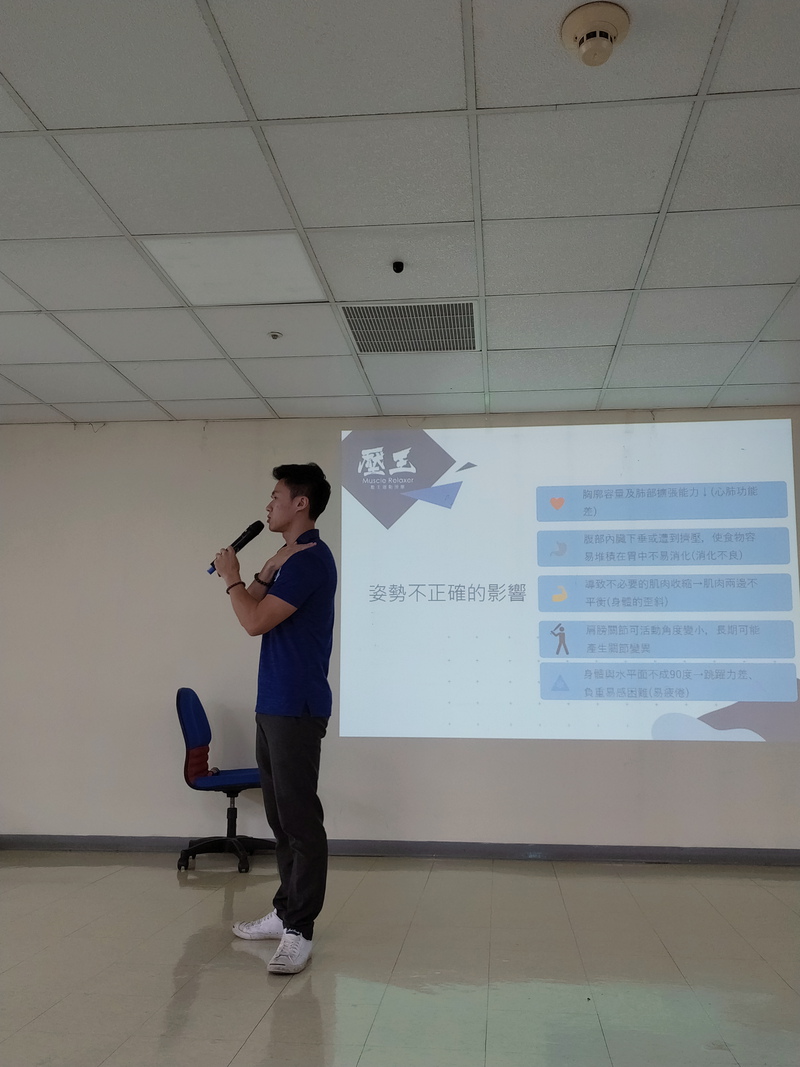 壓王
Muscle Relaxer
姿勢不正確的影響
胸廓容量及肺部擴張能力↓(心肺功能
差)
腹部內臟下垂或遭到擠壓，使食物容
易堆積在胃中不易消化(消化不良)
導致不必要的肌肉收縮→肌肉兩邊不
平衡(身體的歪斜)
肩膀關節可活動角度變小，長期可能
產生關節變異
身體與水平面不成90度→跳躍力差、
負重易感困難(易疲倦)